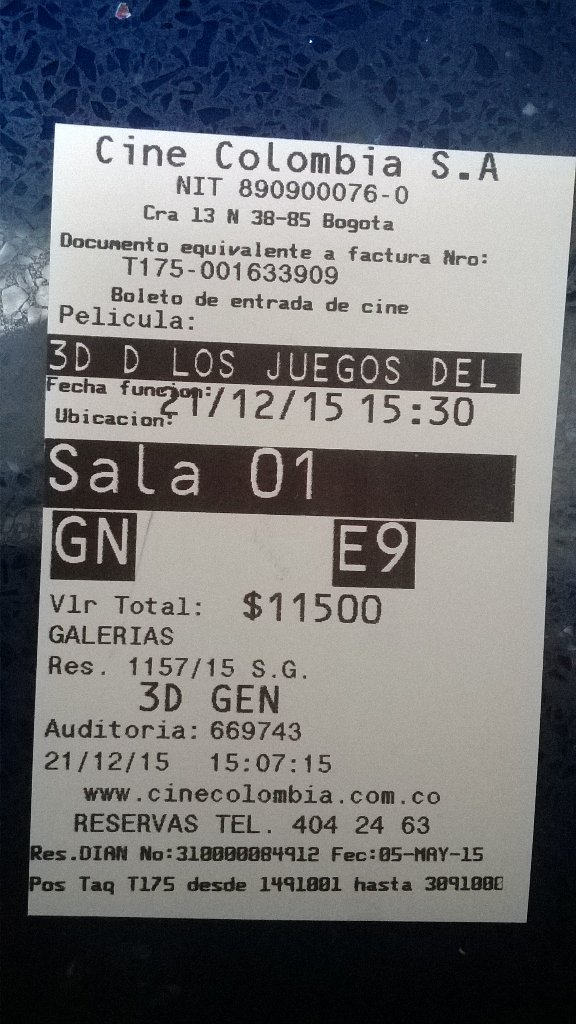 Cine Colombia S.A
NIT 890900076-0
Cra 13 N 38-85 Bogota
Documento equivalente a factura Nro:
T175-001633909
Boleto de entrada de cine
Pelicula:
3D D LOS JUEGOS DEL
Fecha funcion: 21/12/15 15:30
Ubicacion:
Sala 01
GN E9
Vlr Total: $11500
GALERIAS
Res. 1157/15 S.G.
3D GEN
Auditoria: 669743
21/12/15 15:07:15
www.cinecolombia.com.co
RESERVAS TEL. 404 24 63
Res.DIAN No:310000084912 Fec:05-MAY-15
Pos Taq T175 desde 1491001 hasta